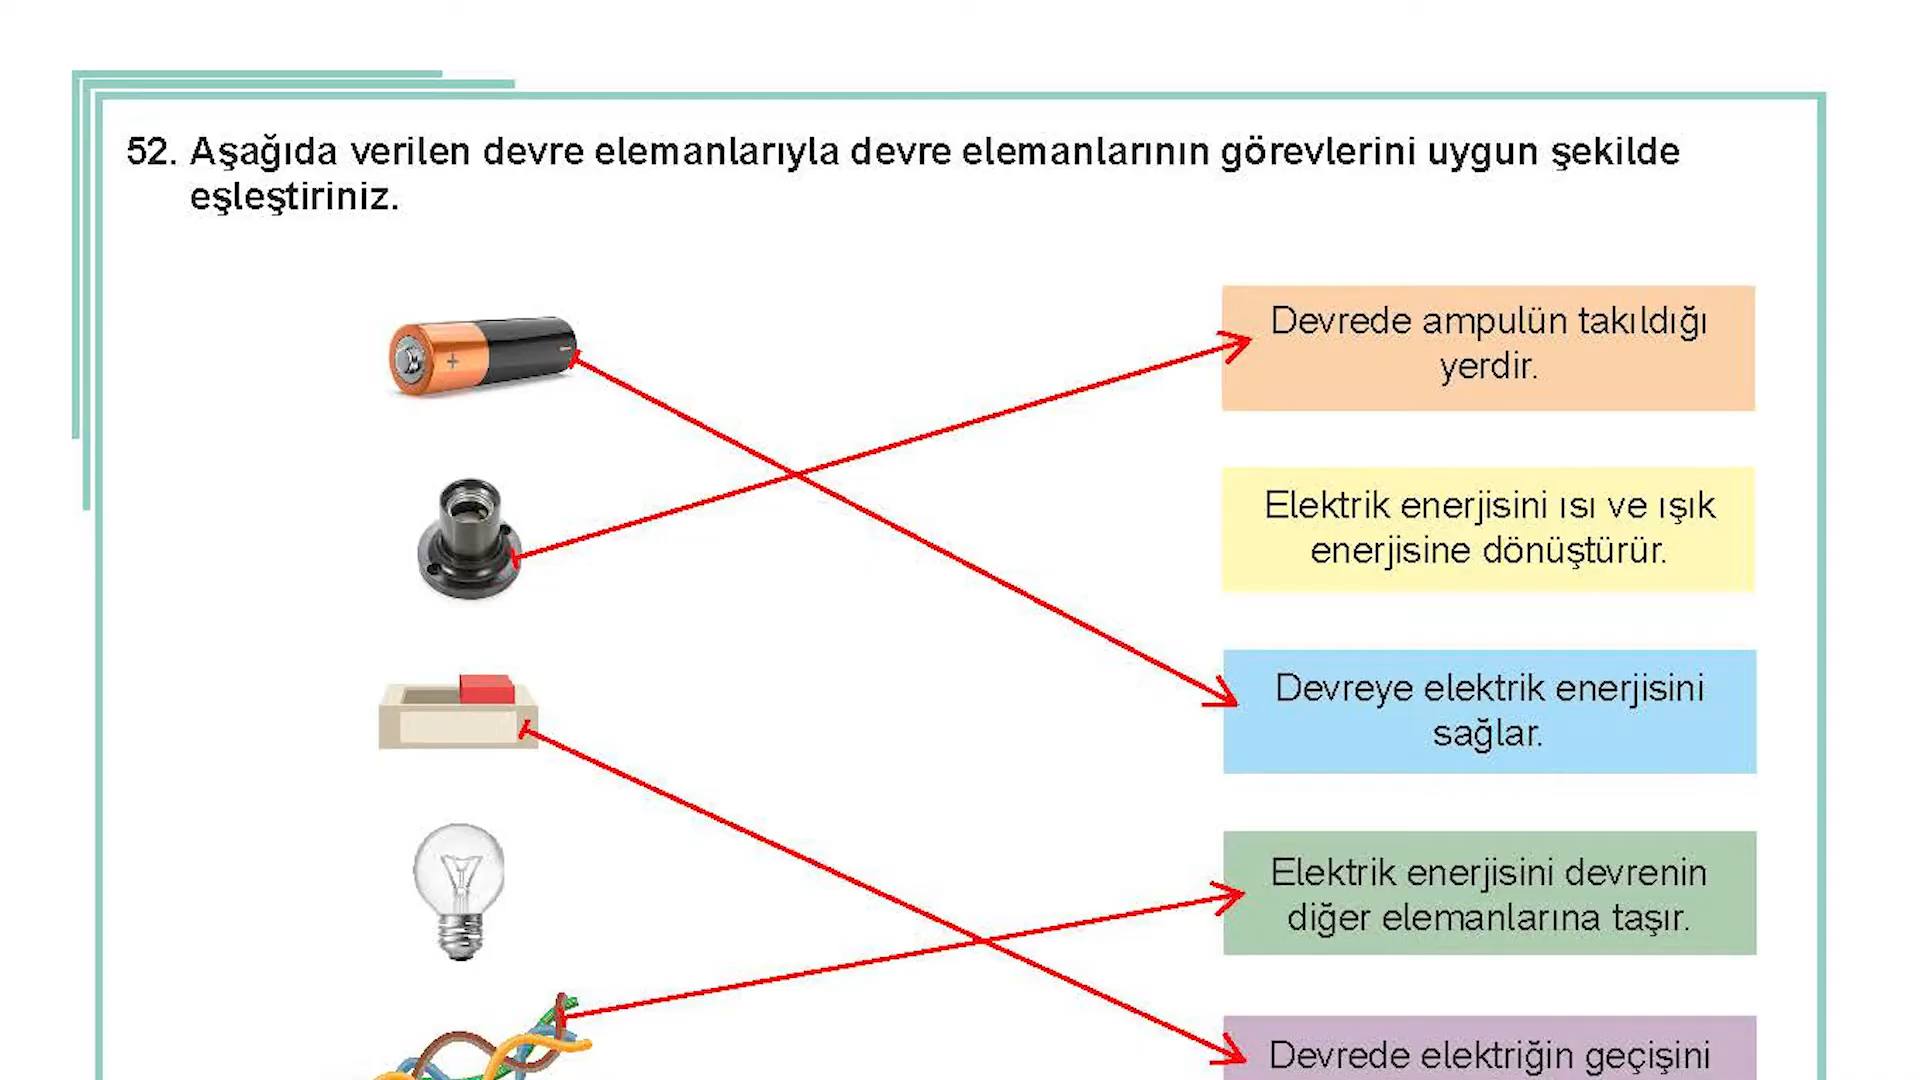 52. Aşağıda verilen devre elemanlarıyla devre elemanlarının görevlerini uygun şekilde
eşleştiriniz.
+
Devrede ampulün takıldığı
yerdir.
Elektrik enerjisini ısı ve ışık
enerjisine dönüştürür.
Devreye elektrik enerjisini
sağlar.
Elektrik enerjisini devrenin
diğer elemanlarına taşır.
Devrede elektriğin geçişini